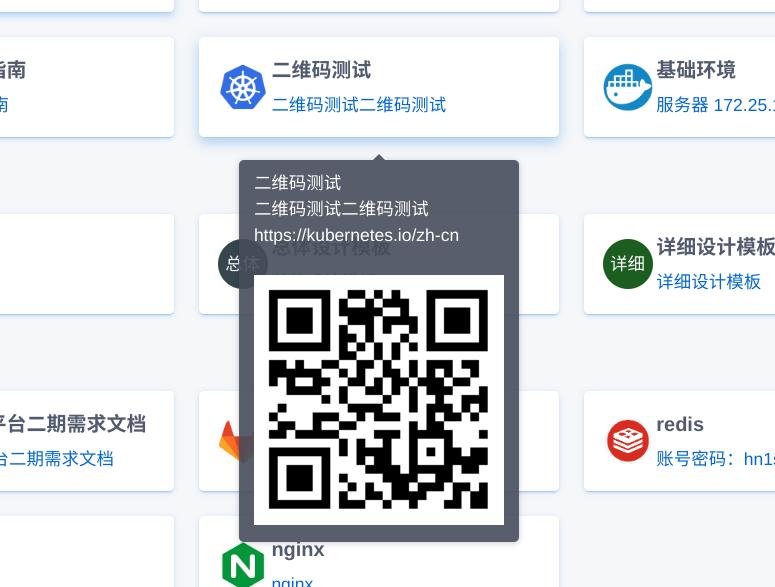 指南
南
二维码测试
二维码测试二维码测试
基础环境
服务器 172.25.1
二维码测试
二维码测试二维码测试
https://kubernetes.io/zh-cn
总体
总体设计模板
详细
详细设计模板
详细设计模板
平台二期需求文档
台二期需求文档
redis
账号密码：hn1s
nginx
nginx